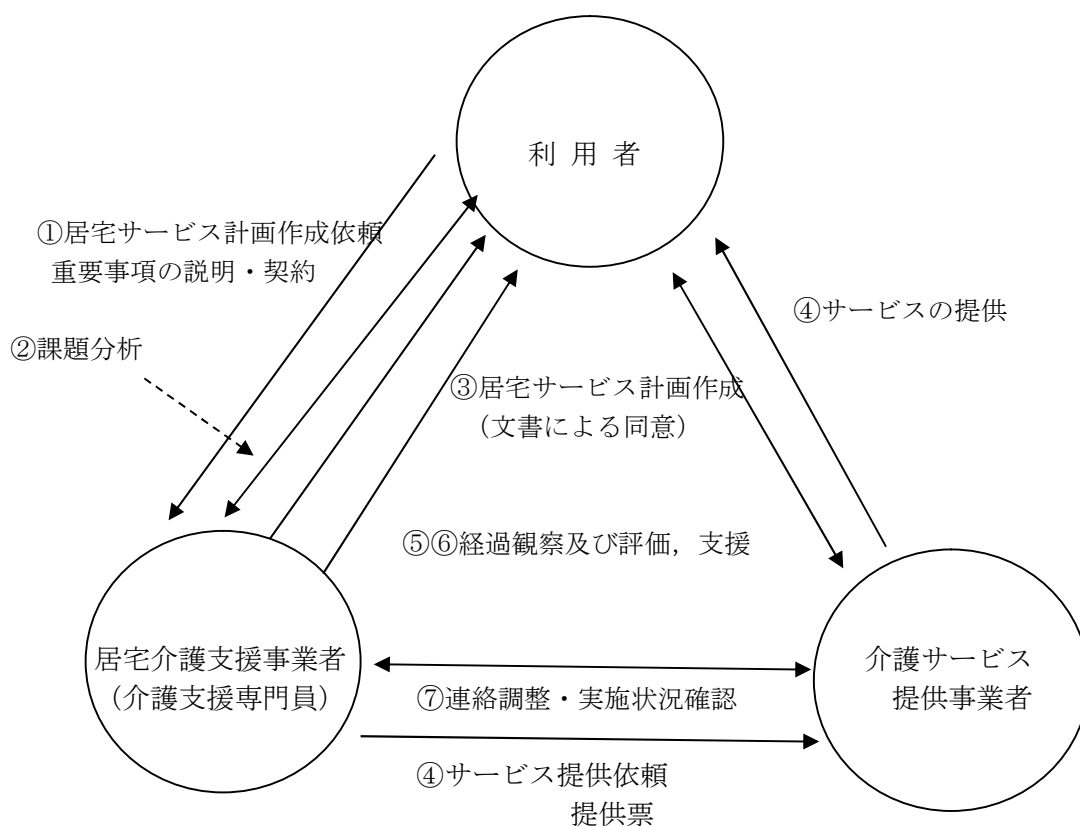 利 用 者
①居宅サービス計画作成依頼
重要事項の説明・契約
④サービスの提供
②課題分析
③居宅サービス計画作成
（文書による同意）
⑤⑥経過観察及び評価，支援
居宅介護支援事業者
（介護支援専門員）
介護サービス
提供事業者
⑦連絡調整・実施状況確認
④サービス提供依頼
提供票